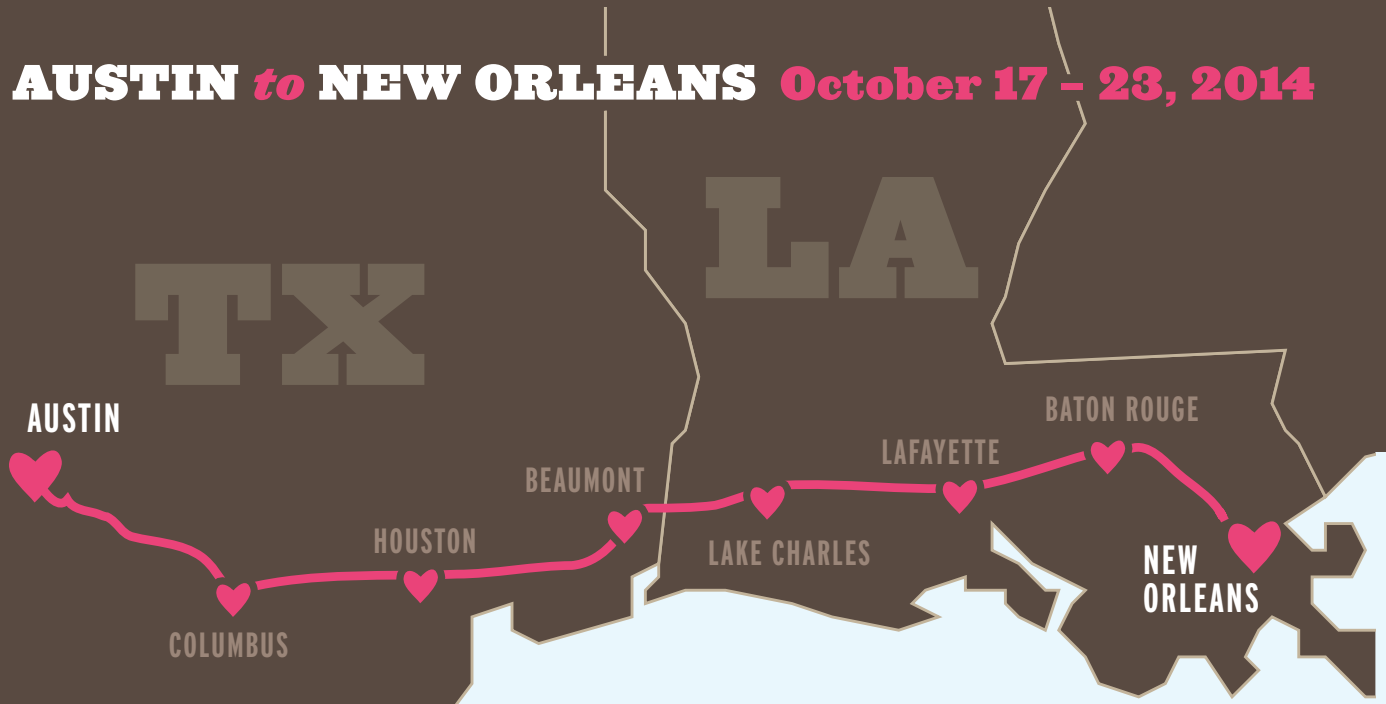 AUSTIN to NEW ORLEANS October 17 – 23, 2014
LA
TX
AUSTIN
BATON ROUGE
LAFAYETTE
BEAUMONT
HOUSTON
LAKE CHARLES
NEW
ORLEANS
COLUMBUS